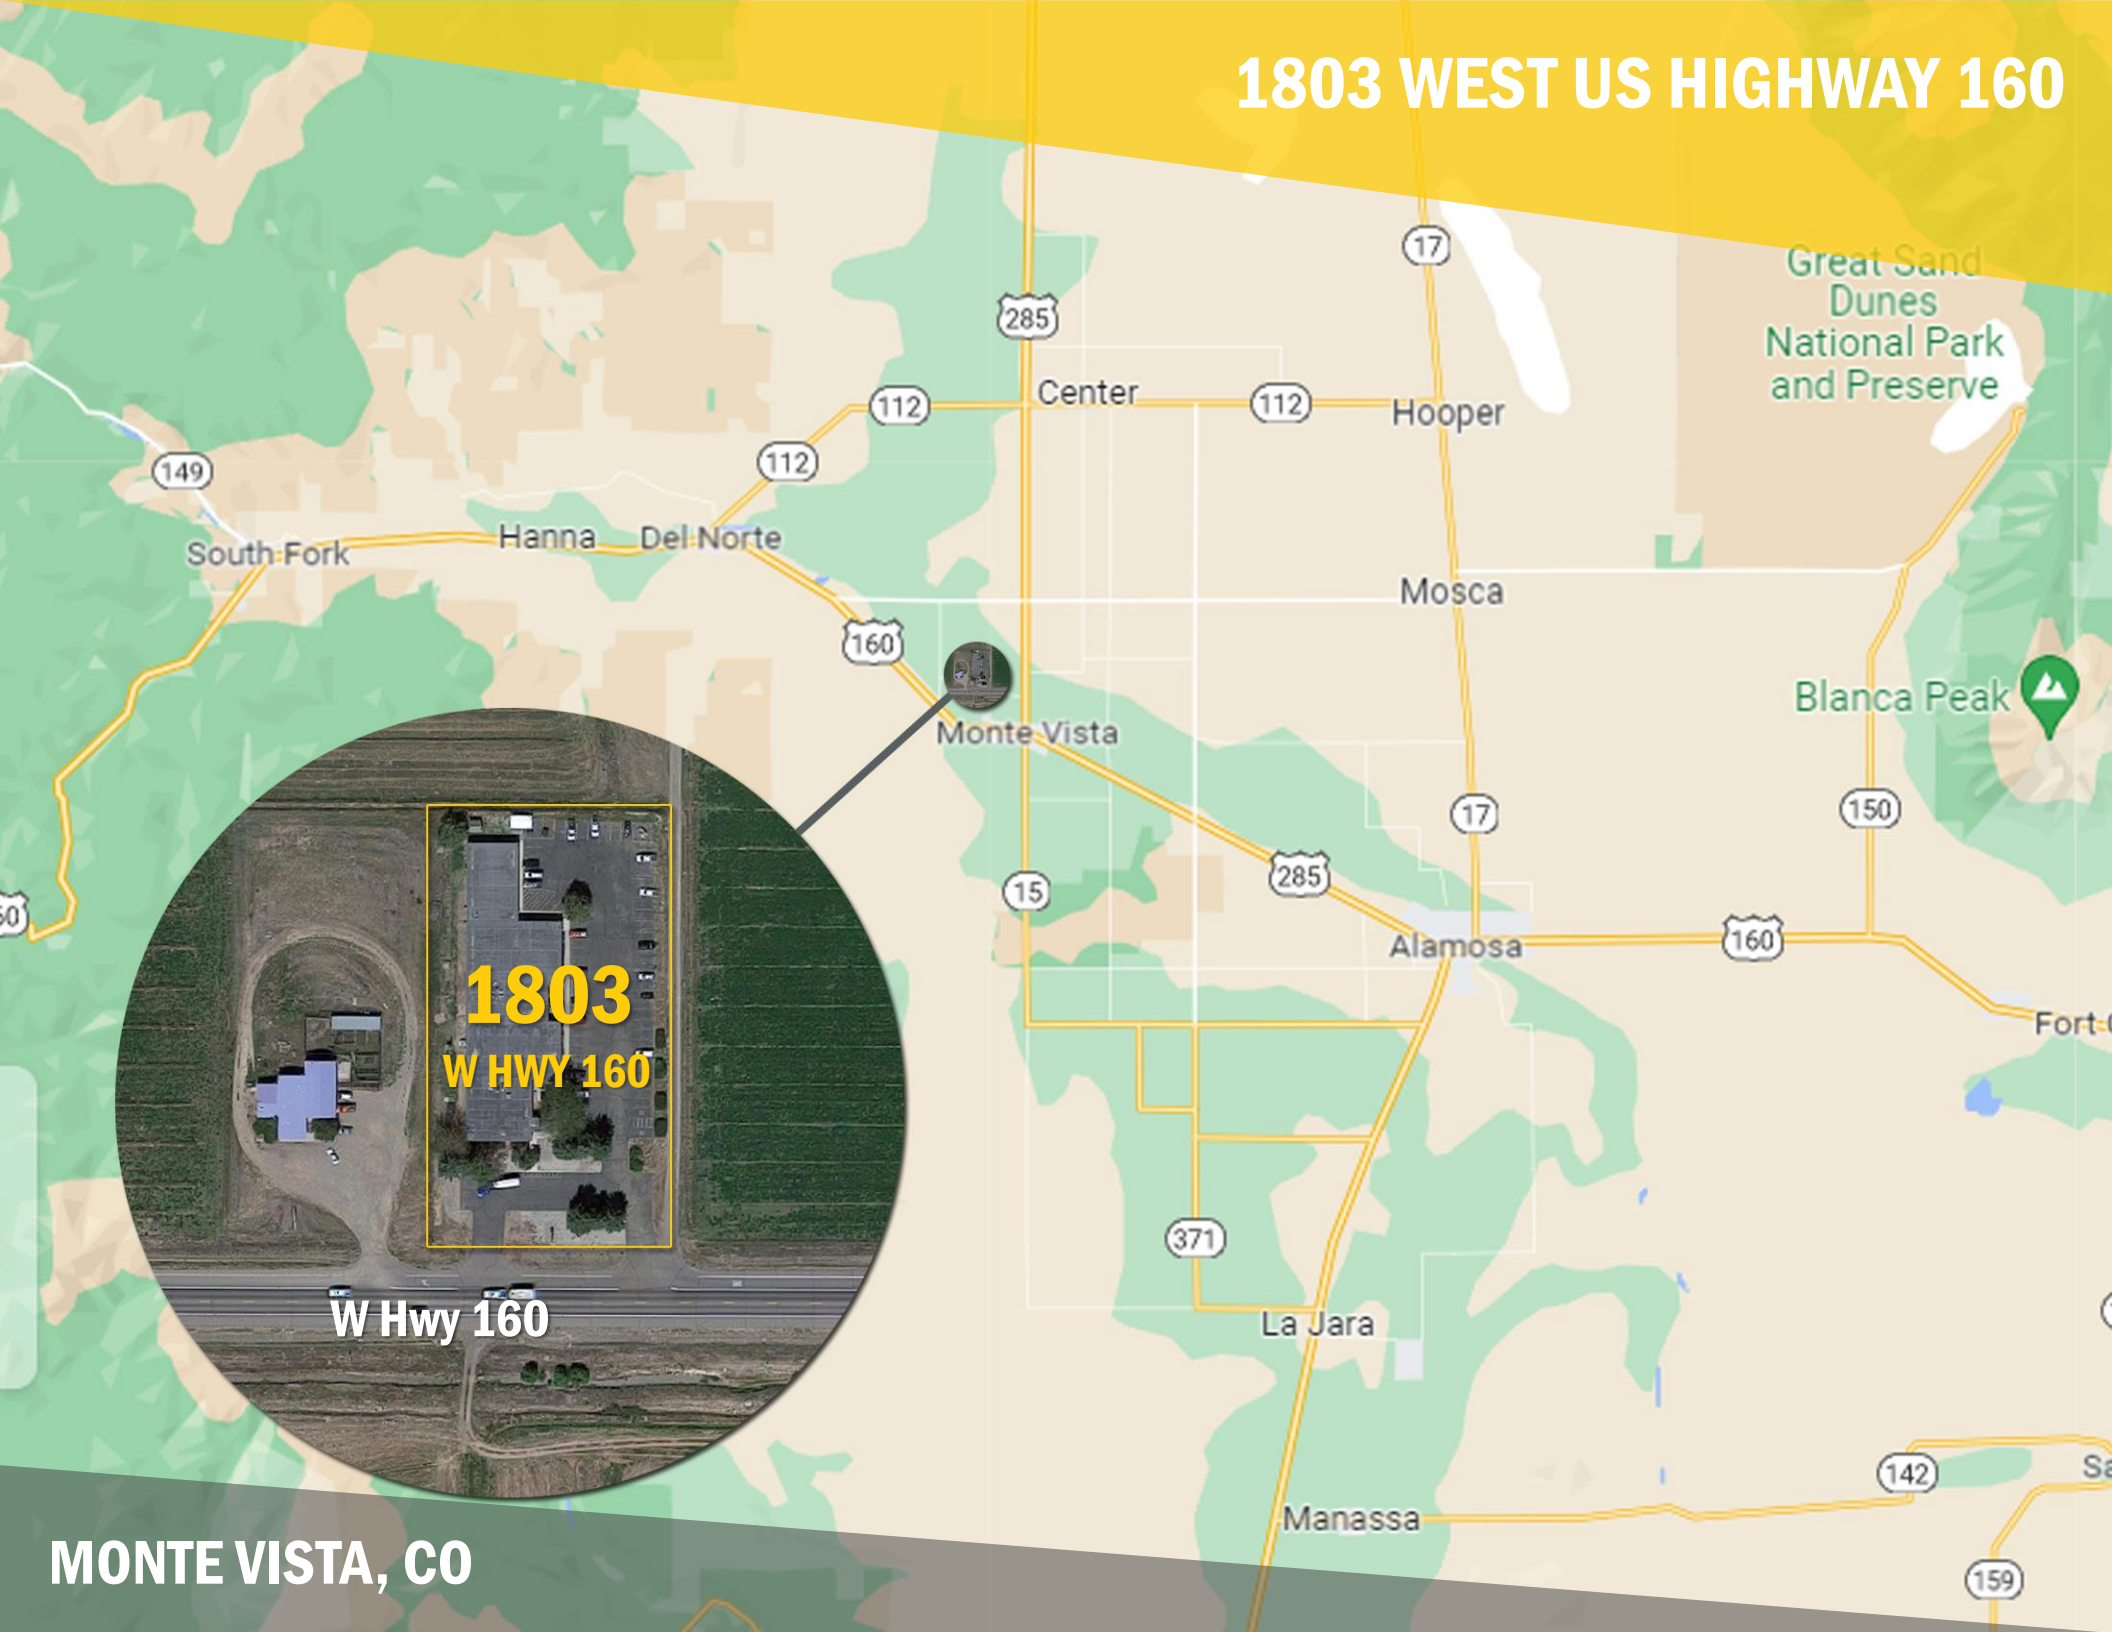 1803 WEST US HIGHWAY 160
17
Great Sand
Dunes
National Park
and Preserve
285
Center
112
112
Hooper
112
149
Hanna
Del Norte
South Fork
Mosca
160
Blanca Peak
Monte Vista
150
17
285
15
60
Alamosa
160
1803
W HWY 160
Fort
371
W Hwy 160
La Jara
142
Manassa
159
MONTE VISTA, CO